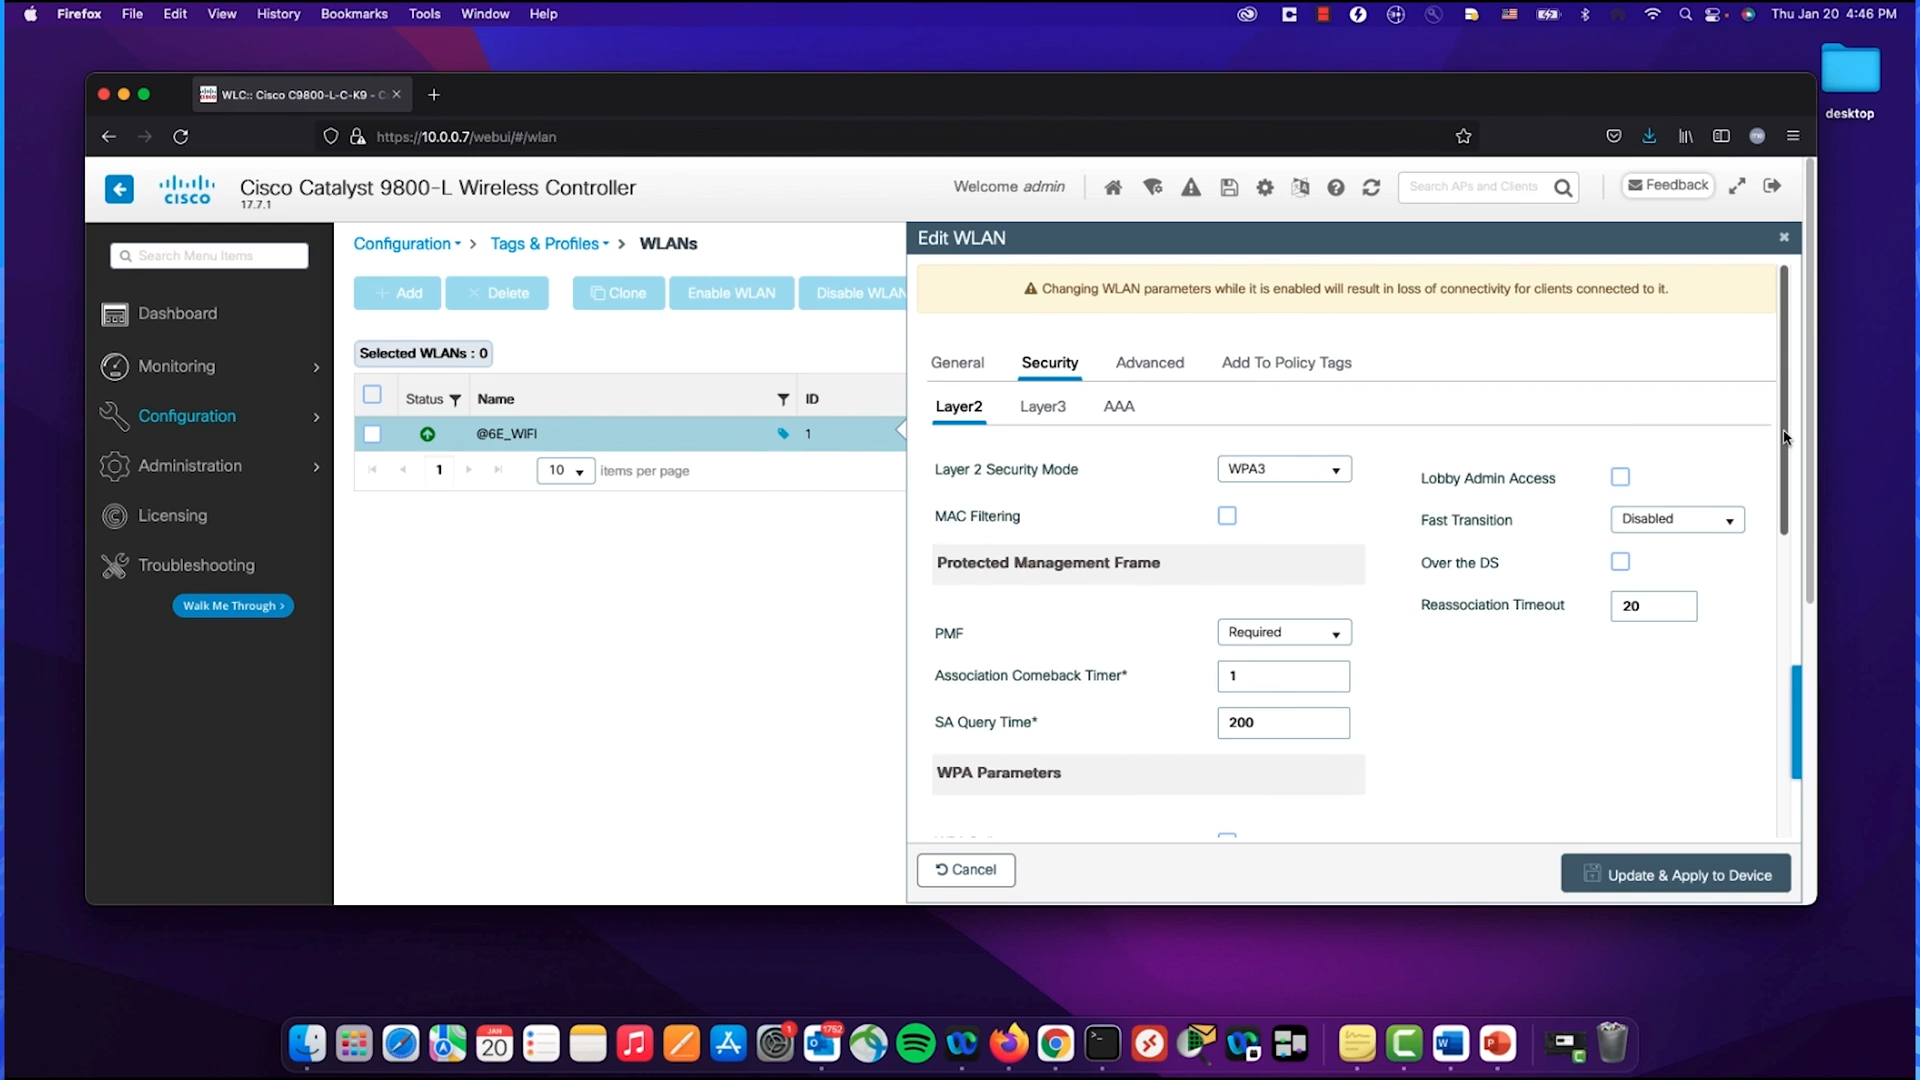 Firefox File Edit View History Bookmarks Tools Window Help
Thu Jan 20 4:46 PM
desktop
WLC:: Cisco C9800-L-C-K9 - C
https://10.0.0.7/webui/#/wlan
CISCO
Cisco Catalyst 9800-L Wireless Controller
17.7.1
Welcome admin
Search APs and Clients
Feedback
Search Menu Items
Dashboard
Monitoring
Configuration
Administration
Licensing
Troubleshooting
Walk Me Through >
Configuration > Tags & Profiles > WLANs
+ Add
× Delete
Clone
Enable WLAN
Disable WLAN
Selected WLANs : 0
Status Name ID
@6E_WIFI 1
1 10 items per page
Edit WLAN
Changing WLAN parameters while it is enabled will result in loss of connectivity for clients connected to it.
General Security Advanced Add To Policy Tags
Layer2 Layer3 AAA
Layer 2 Security Mode WPA3
MAC Filtering
Protected Management Frame
PMF Required
Association Comeback Timer* 1
SA Query Time* 200
WPA Parameters
Lobby Admin Access
Fast Transition Disabled
Over the DS
Reassociation Timeout 20
Cancel
Update & Apply to Device
JAN
20
1
1762